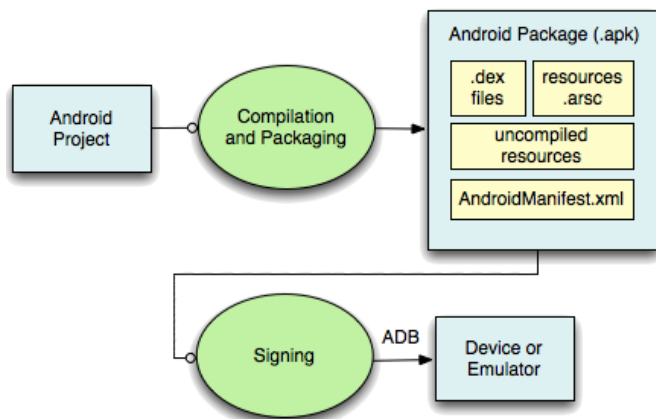 Android
Project
Compilation
and Packaging
Android Package (.apk)
.dex
files
resources
.arsc
uncompiled
resources
AndroidManifest.xml
Signing
ADB
Device or
Emulator